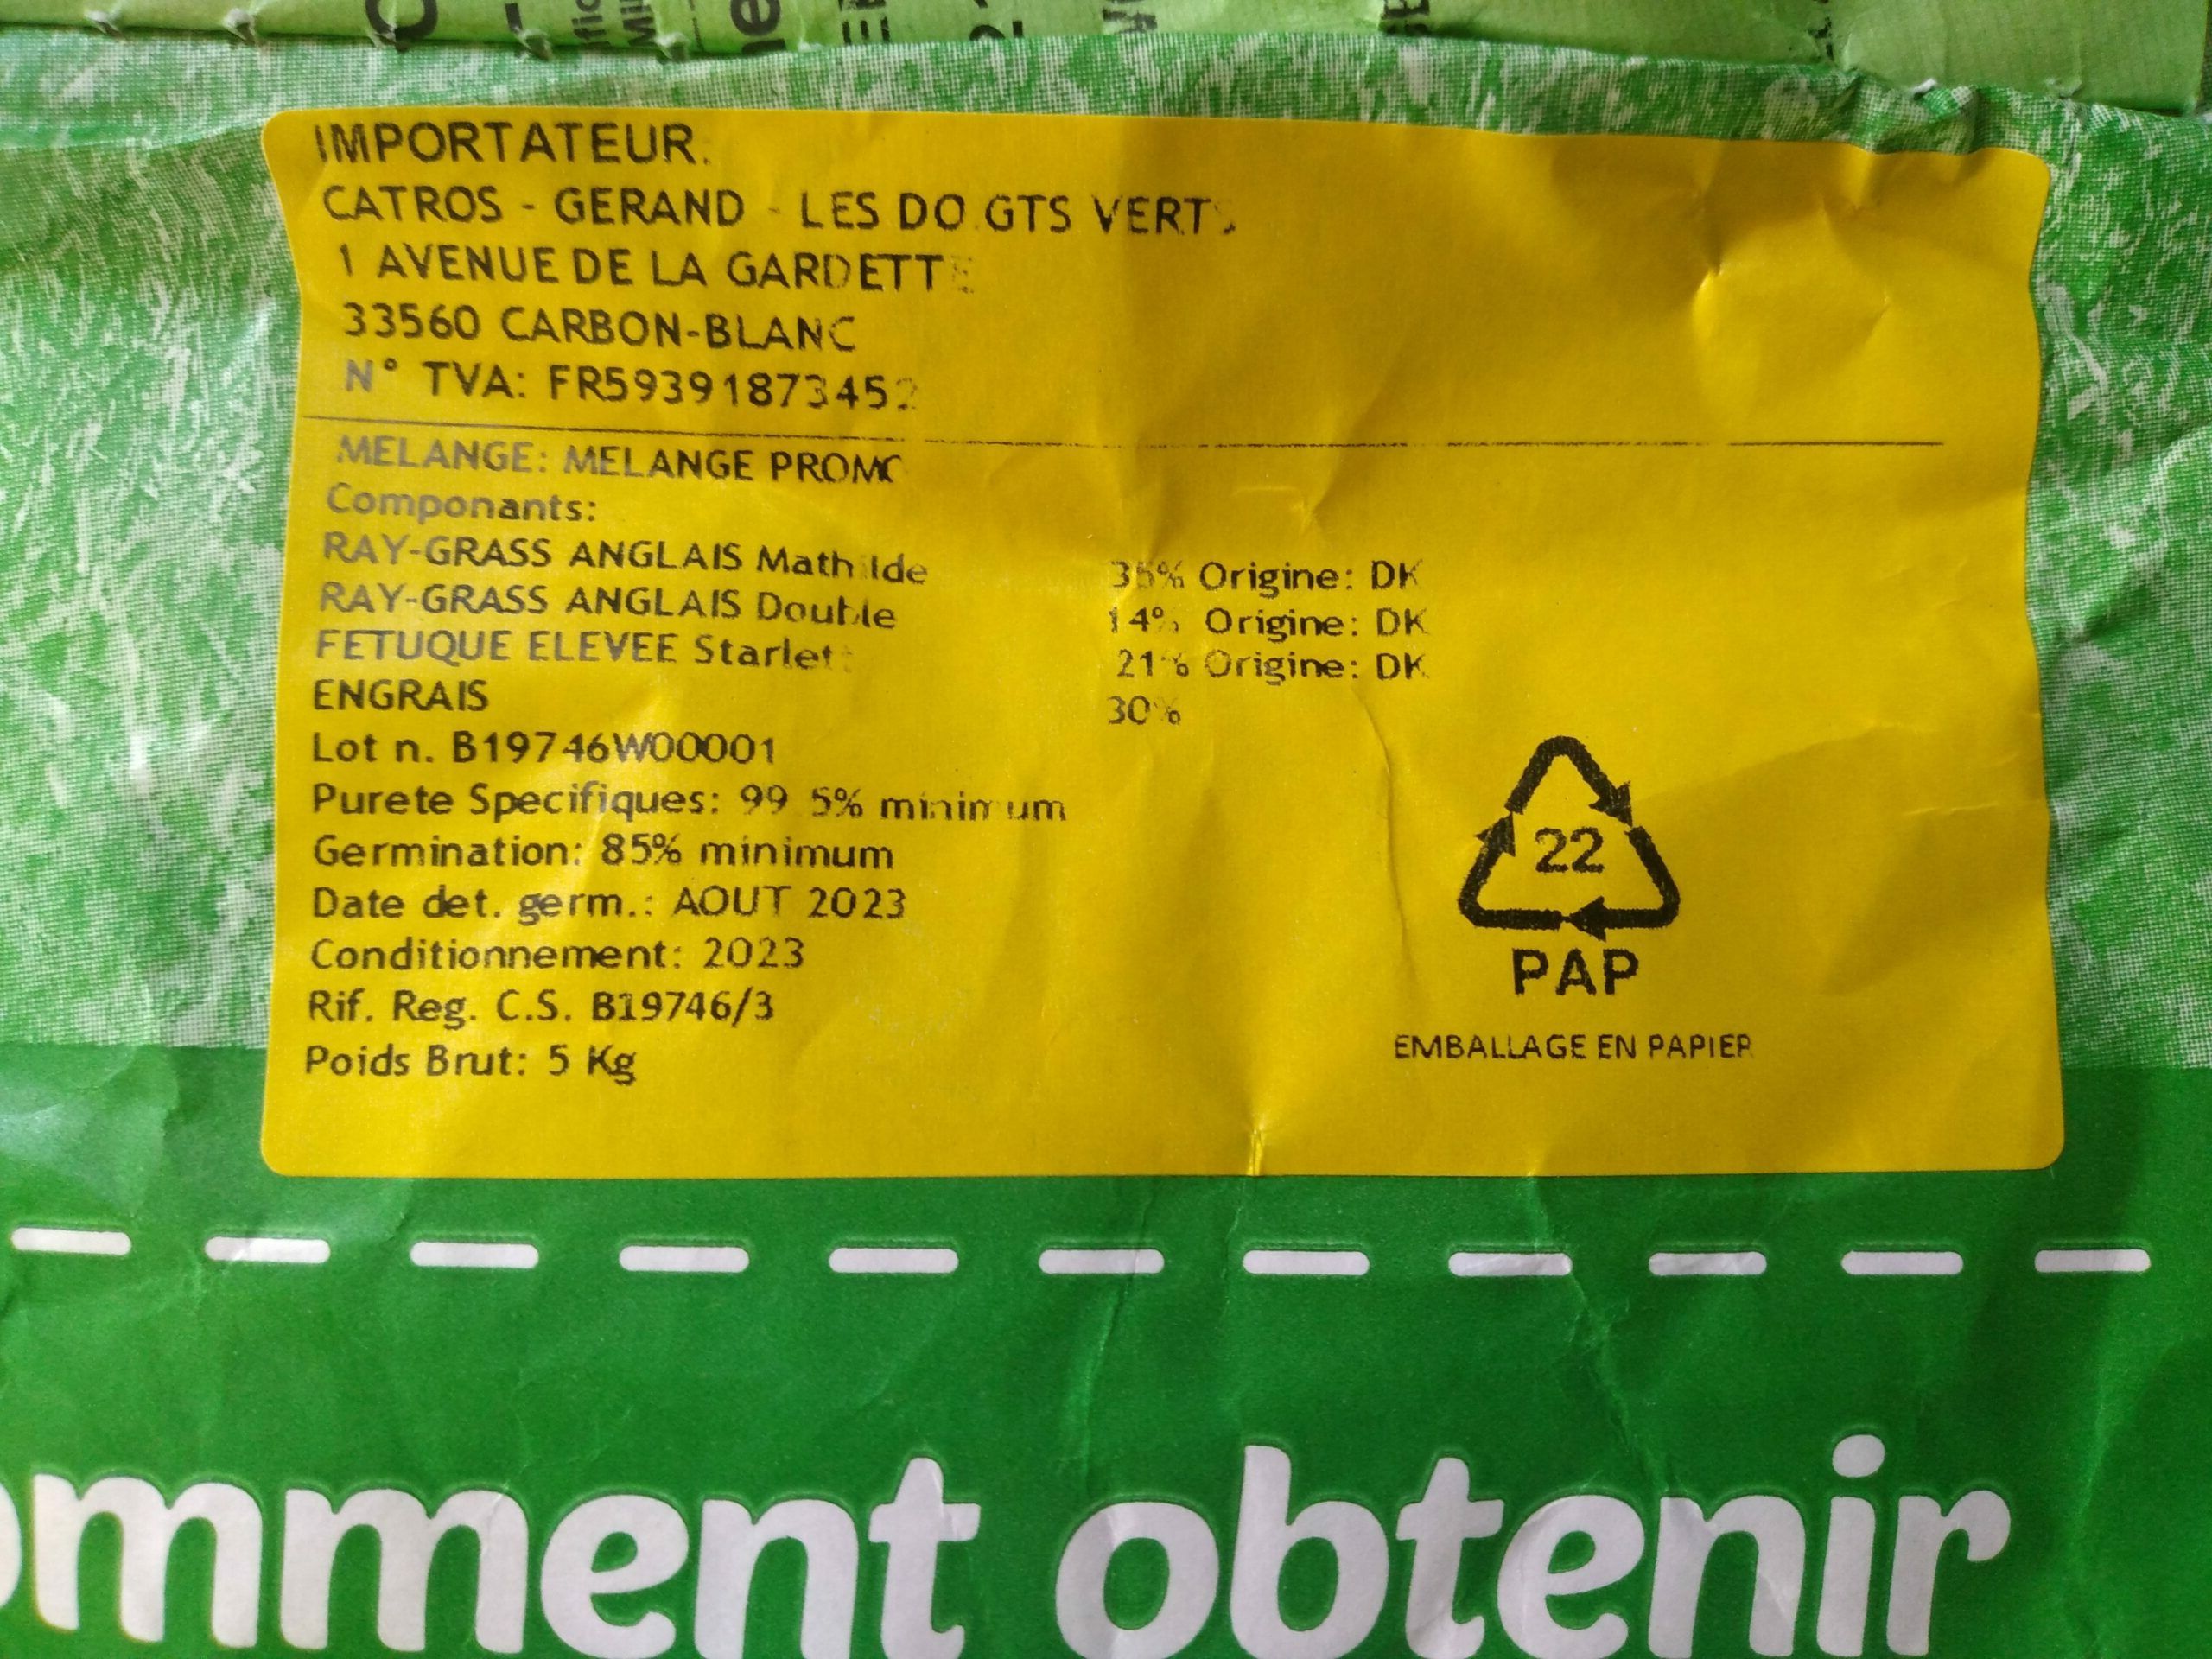 IMPORTATEUR:
CATROS - GERAND - LES DOIGTS VERTS
1 AVENUE DE LA GARDETTE
33560 CARBON-BLANC
N° TVA: FR59391873452
MELANGE: MELANGE PROMO
Componants:
RAY-GRASS ANGLAIS Mathilde 35% Origine: DK
RAY-GRASS ANGLAIS Double 14% Origine: DK
FETUQUE ELEVEE Starlett 21% Origine: DK
ENGRAIS 30%
Lot n. B19746W00001
Purete Specifiques: 99.5% minimum
Germination: 85% minimum
Date det. germ.: AOUT 2023
Conditionnement: 2023
Rif. Reg. C.S. B19746/3
Poids Brut: 5 Kg
22
PAP
EMBALLAGE EN PAPIER
omment obtenir